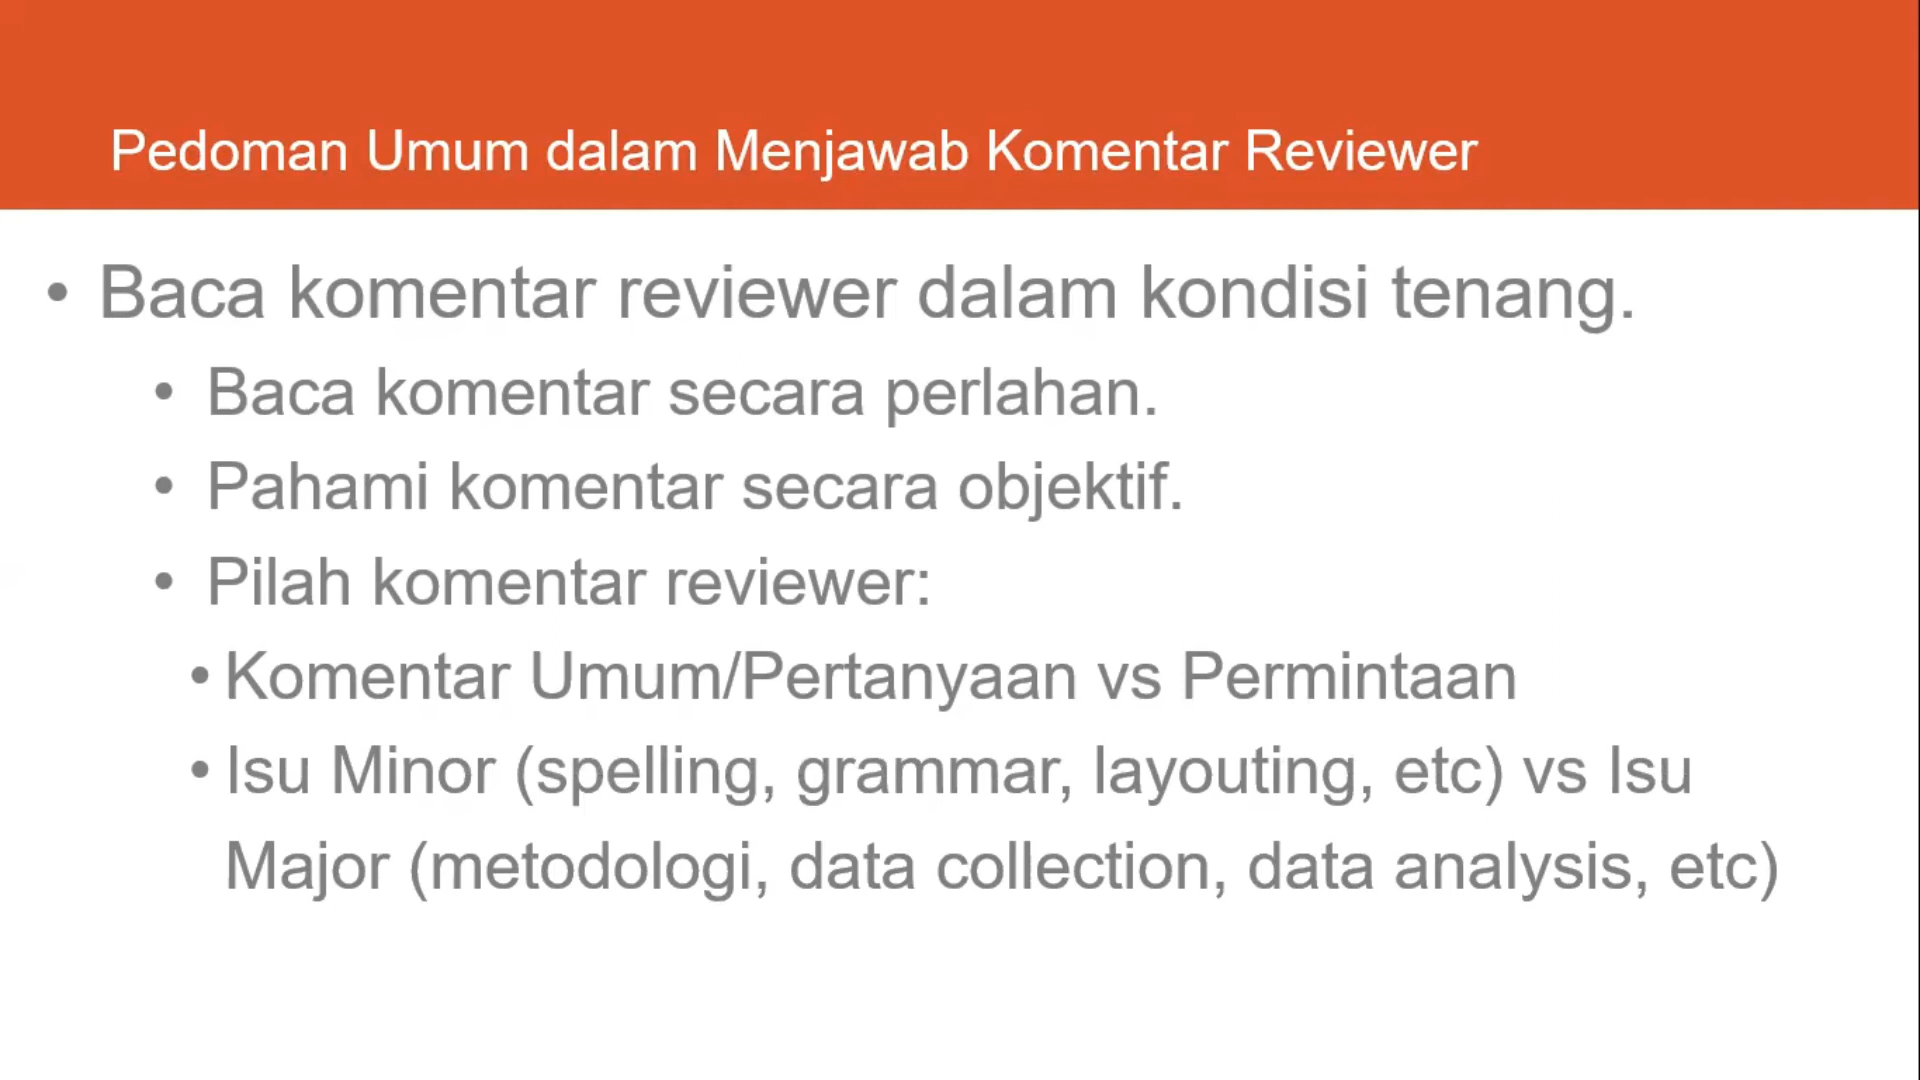 Pedoman Umum dalam Menjawab Komentar Reviewer
• Baca komentar reviewer dalam kondisi tenang.
• Baca komentar secara perlahan.
• Pahami komentar secara objektif.
• Pilah komentar reviewer:
• Komentar Umum/Pertanyaan vs Permintaan
• Isu Minor (spelling, grammar, layouting, etc) vs Isu
Major (metodologi, data collection, data analysis, etc)